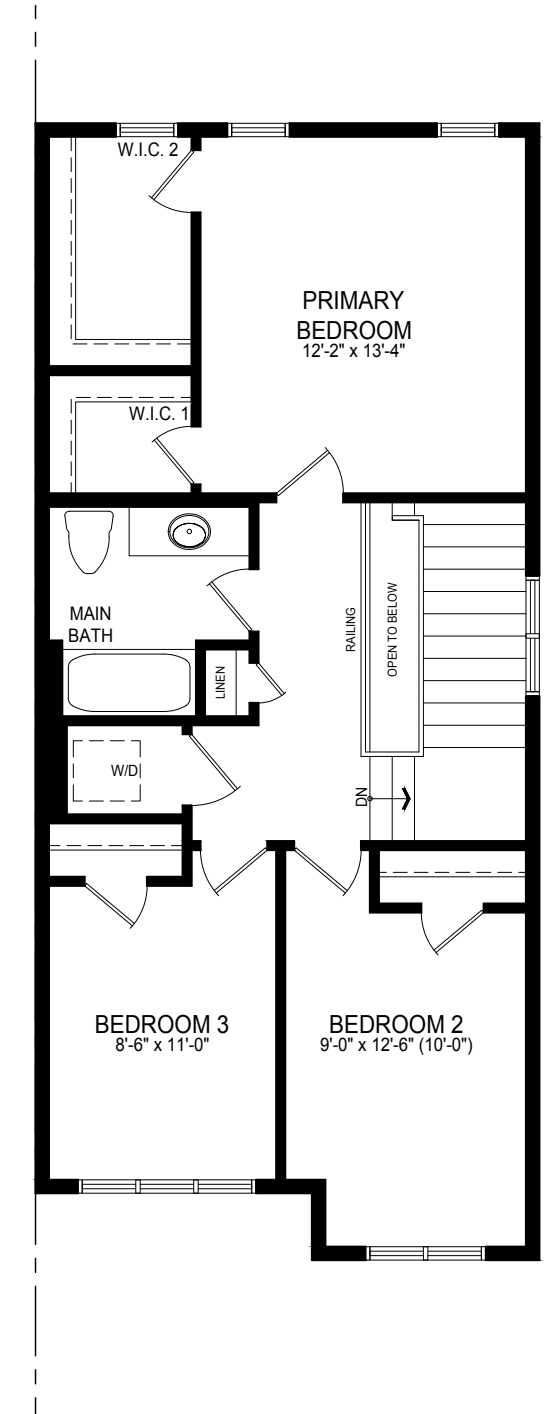 W.I.C. 2
PRIMARY
BEDROOM
12'-2" x 13'-4"
W.I.C. 1
MAIN
BATH
RAILING
OPEN TO BELOW
LINEN
W/D
DN
BEDROOM 3
8'-6" x 11'-0"
BEDROOM 2
9'-0" x 12'-6" (10'-0")